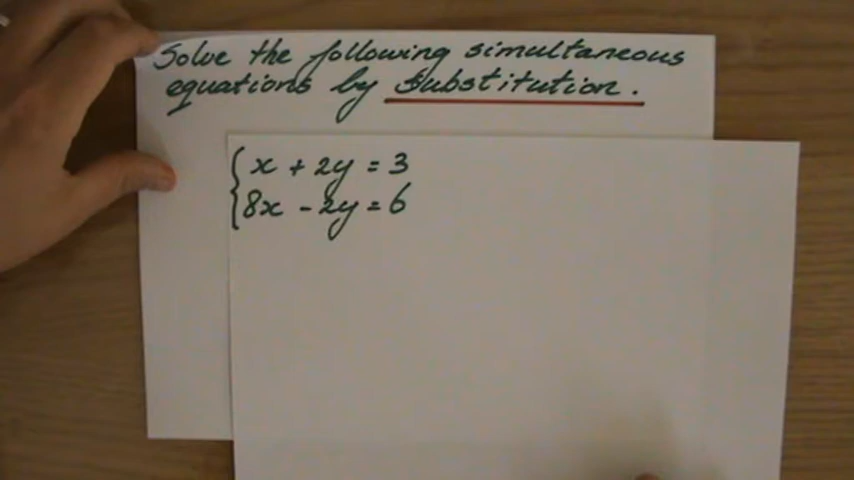 Solve the following simultaneous
equations by substitution.
x + 2y = 3
8x - 2y = 6